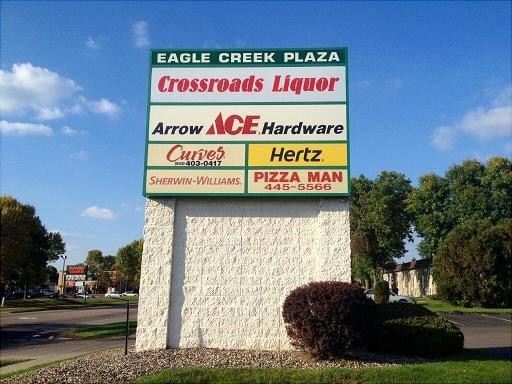 EAGLE CREEK PLAZA
Crossroads Liquor
Arrow ACE Hardware
Curves Hertz
403-0417
SHERWIN-WILLIAMS. PIZZA MAN
445-5566